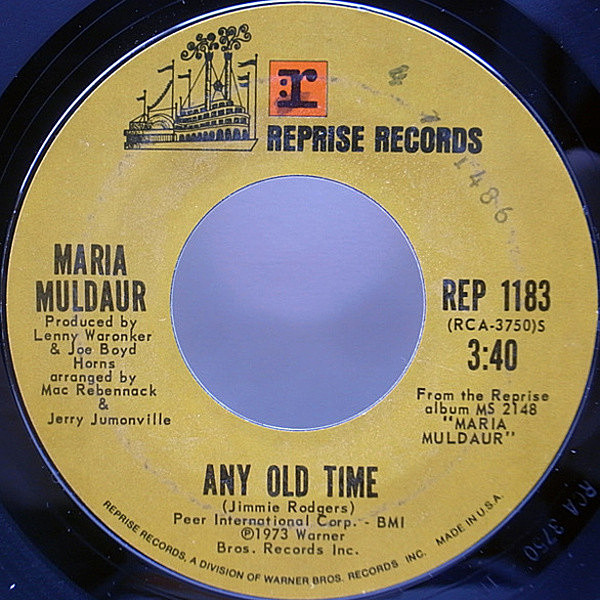 r
REPRISE RECORDS
1486
MARIA
MULDAUR
Produced by
Lenny Waronker
& Joe Boyd
Horns
arranged by
Mac Rebennack
&
Jerry Jumonville
REP 1183
(RCA-3750)S
3:40
From the Reprise
album MS 2148
"MARIA
MULDAUR"
ANY OLD TIME
(Jimmie Rodgers)
Peer International Corp. - BMI
℗1973 Warner
Bros. Records Inc.
REPRISE RECORDS, A DIVISION OF WARNER BROS. RECORDS INC. MADE IN U.S.A.
RCA 3750